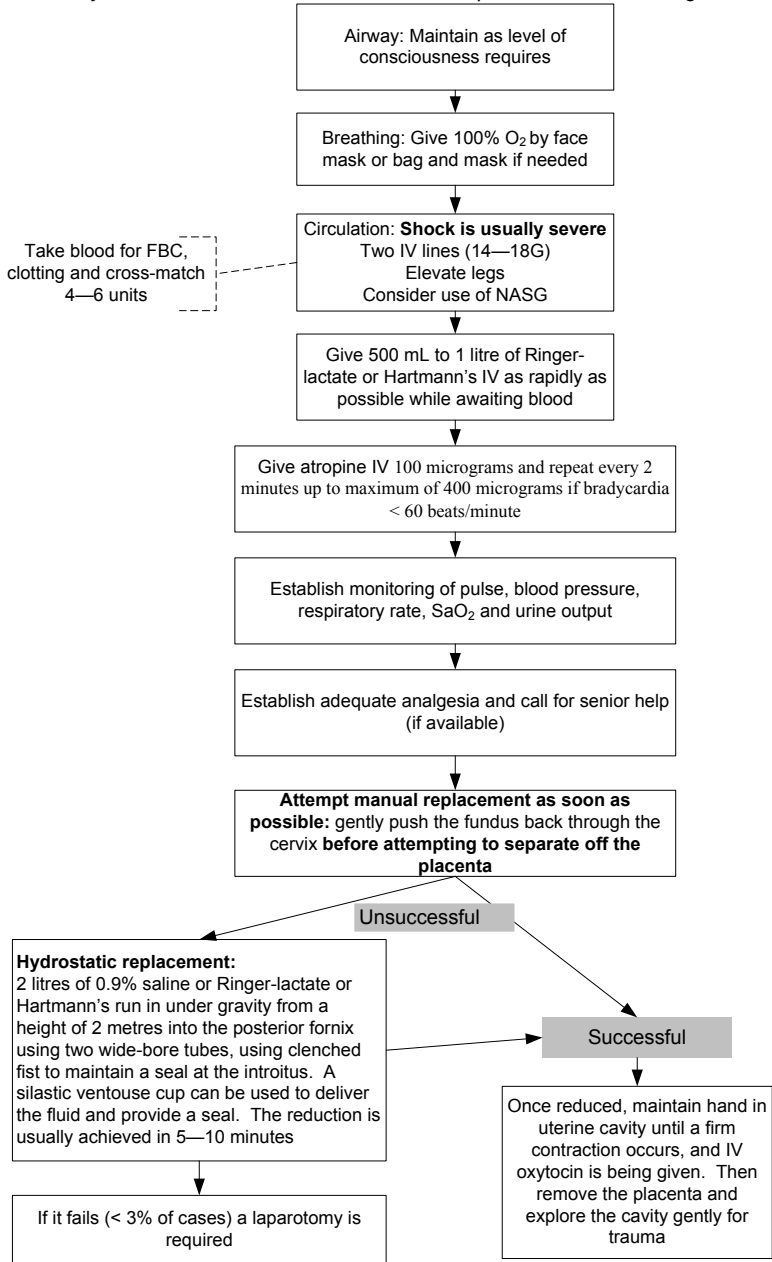 Airway: Maintain as level of
consciousness requires
Breathing: Give 100% O₂ by face
mask or bag and mask if needed
Circulation: Shock is usually severe
Two IV lines (14—18G)
Elevate legs
Consider use of NASG
Take blood for FBC,
clotting and cross-match
4—6 units
Give 500 mL to 1 litre of Ringer-
lactate or Hartmann's IV as rapidly as
possible while awaiting blood
Give atropine IV 100 micrograms and repeat every 2
minutes up to maximum of 400 micrograms if bradycardia
< 60 beats/minute
Establish monitoring of pulse, blood pressure,
respiratory rate, SaO₂ and urine output
Establish adequate analgesia and call for senior help
(if available)
Attempt manual replacement as soon as
possible: gently push the fundus back through the
cervix before attempting to separate off the
placenta
Unsuccessful
Hydrostatic replacement:
2 litres of 0.9% saline or Ringer-lactate or
Hartmann's run in under gravity from a
height of 2 metres into the posterior fornix
using two wide-bore tubes, using clenched
fist to maintain a seal at the introitus. A
silastic ventouse cup can be used to deliver
the fluid and provide a seal. The reduction is
usually achieved in 5—10 minutes
If it fails (< 3% of cases) a laparotomy is
required
Successful
Once reduced, maintain hand in
uterine cavity until a firm
contraction occurs, and IV
oxytocin is being given. Then
remove the placenta and
explore the cavity gently for
trauma